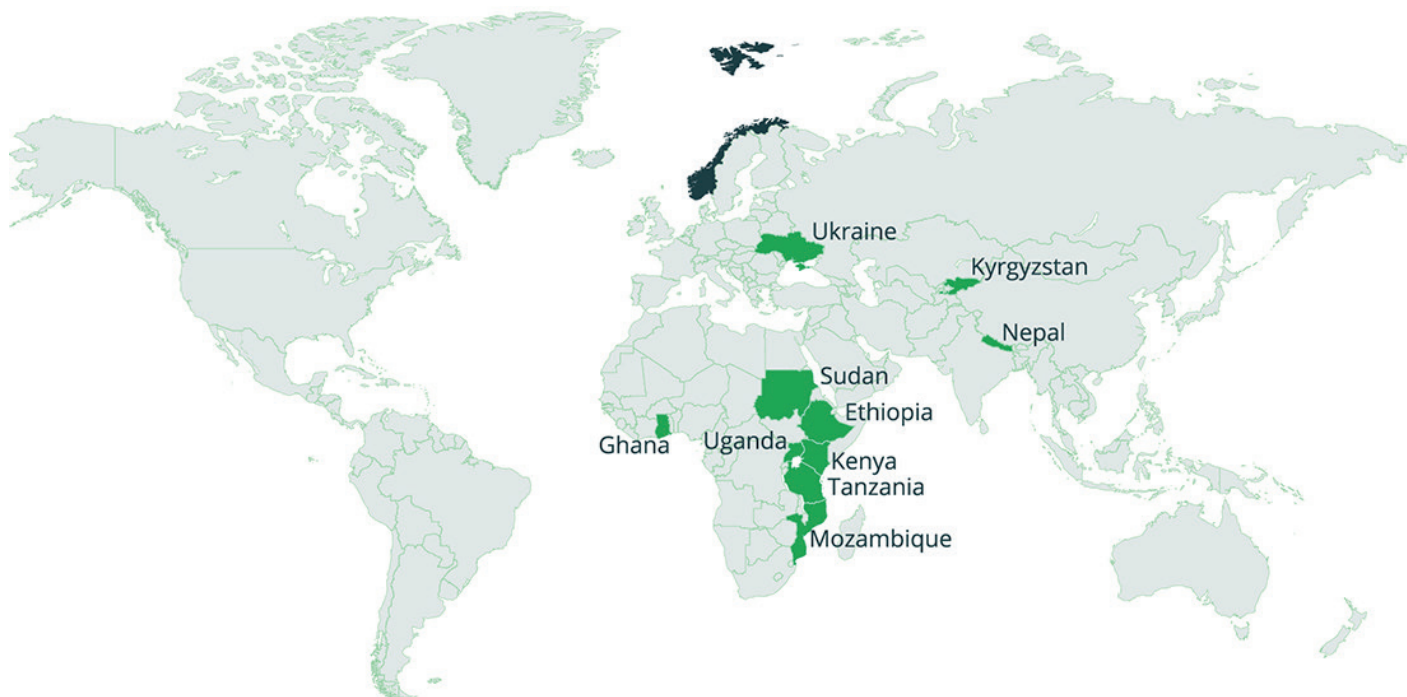 Ukraine
Kyrgyzstan
Nepal
Sudan
Ethiopia
Ghana
Uganda
Kenya
Tanzania
Mozambique